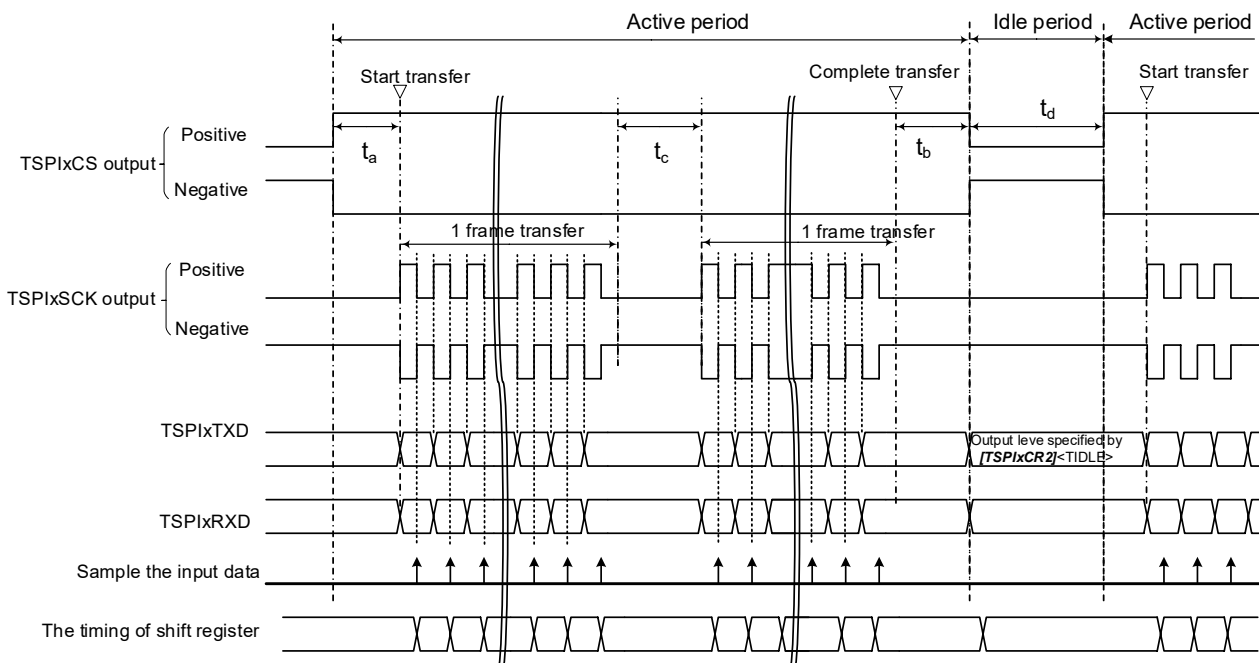 Active period
Idle period
Active period
Start transfer
Complete transfer
Start transfer
TSPIxCS output
Positive
Negative
ta
tc
tb
td
1 frame transfer
1 frame transfer
TSPIxSCK output
Positive
Negative
TSPIxTXD
Output leve specified by
[TSPIxCR2]<TIDLE>
TSPIxRXD
Sample the input data
The timing of shift register